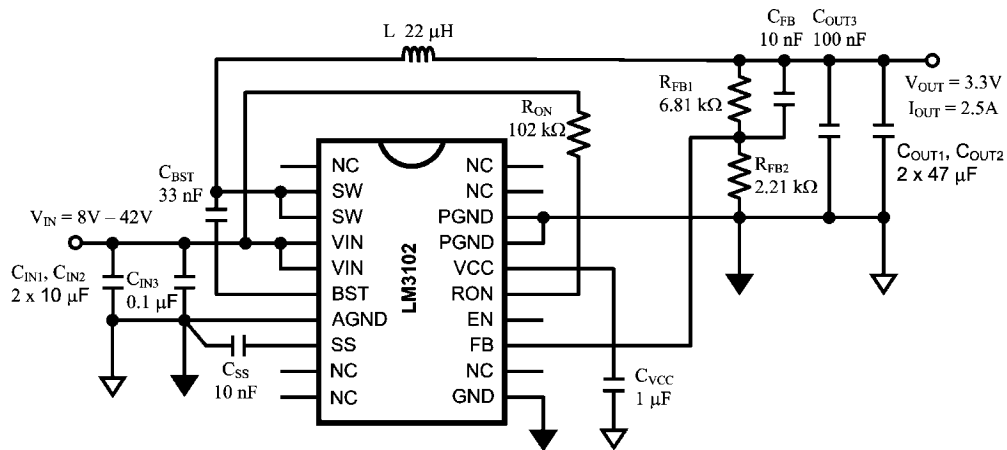 L 22 μH
C_FB
10 nF
C_OUT3
100 nF
R_FB1
6.81 kΩ
V_OUT = 3.3V
I_OUT = 2.5A
R_ON
102 kΩ
C_OUT1, C_OUT2
2 x 47 μF
R_FB2
2.21 kΩ
C_BST
33 nF
V_IN = 8V – 42V
C_IN1, C_IN2
2 x 10 μF
C_IN3
0.1 μF
C_SS
10 nF
LM3102
NC
SW
SW
VIN
VIN
BST
AGND
SS
NC
NC
NC
NC
PGND
PGND
VCC
RON
EN
FB
NC
GND
C_VCC
1 μF